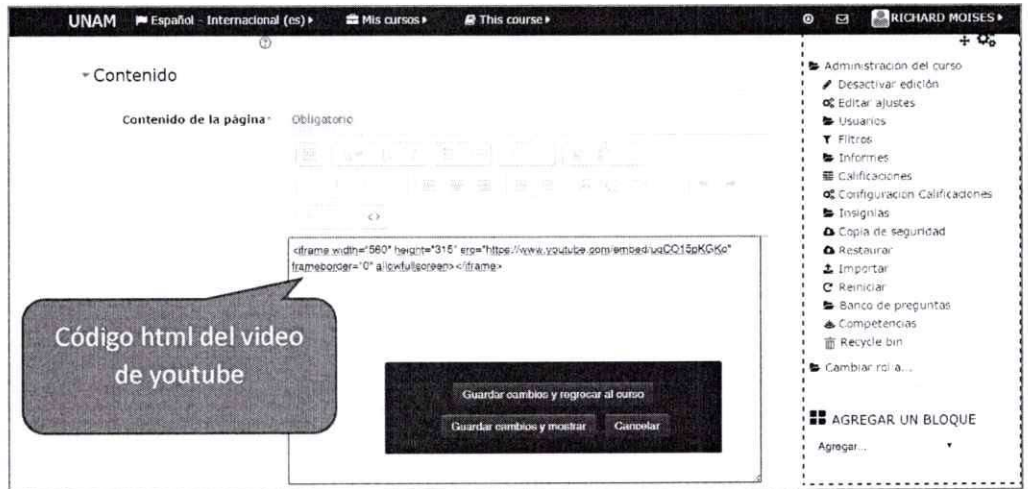 UNAM Español - Internacional (es) Mis cursos This course RICHARD MOISES
Contenido
Contenido de la página*
Obligatorio
<iframe width="560" height="315" src="https://www.youtube.com/embed/
frameborder="0" allowfullscreen></iframe>
Código html del video
de youtube
Guardar cambios y regresar al curso
Guardar cambios y mostrar Cancelar
Administración del curso
Desactivar edición
Editar ajustes
Usuarios
Filtros
Informes
Calificaciones
Configuración Calificaciones
Insignias
Copia de seguridad
Restaurar
Importar
Reiniciar
Banco de preguntas
Competencias
Recycle bin
Cambiar rol a...
AGREGAR UN BLOQUE
Agregar...